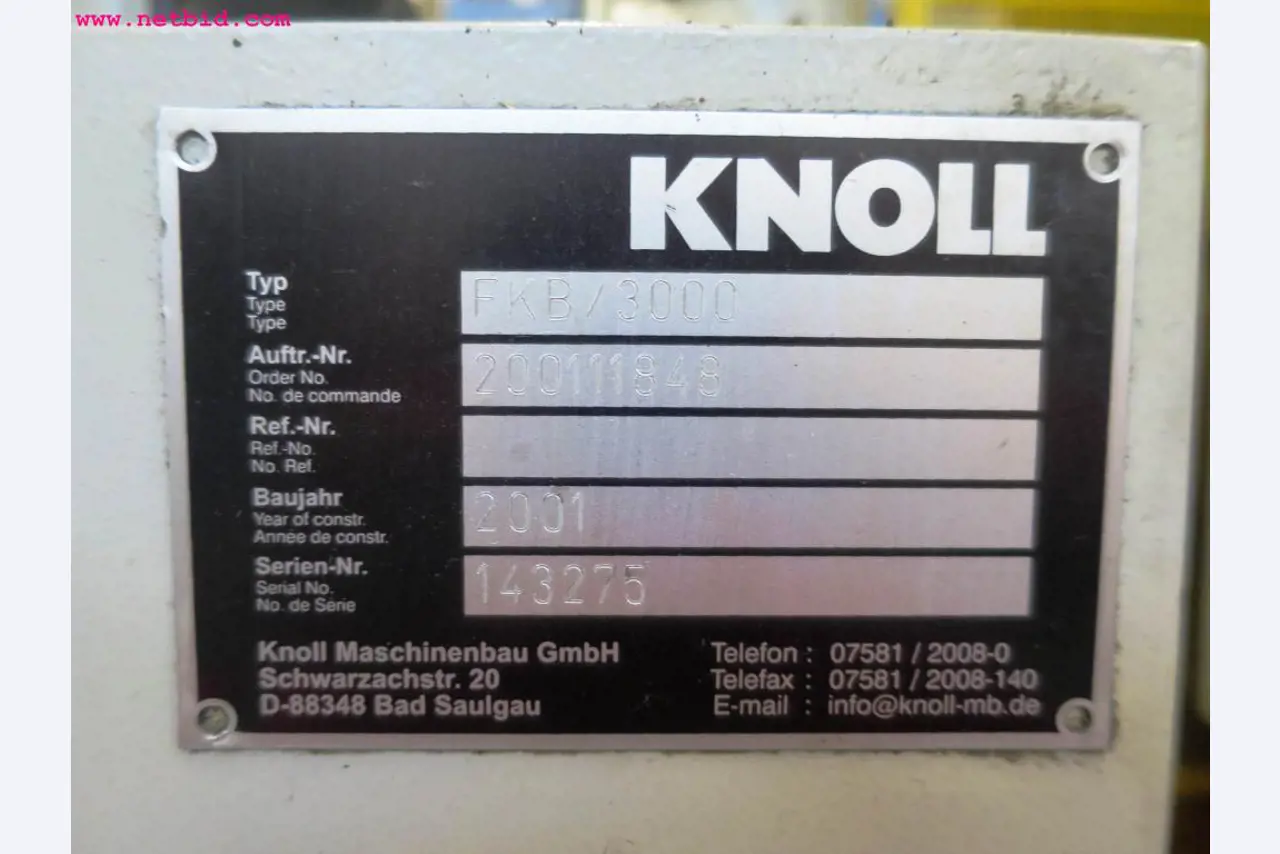 www.netbid.com
KNOLL
Typ
Type
Type
FKB/3000
Auftr.-Nr.
Order No.
No. de commande
200111848
Ref.-Nr.
Ref.-No.
No. Ref.
Baujahr
Year of constr.
Année de constr.
2001
Serien-Nr.
Serial No.
No. de Série
143275
Knoll Maschinenbau GmbH
Schwarzachstr. 20
D-88348 Bad Saulgau
Telefon : 07581 / 2008-0
Telefax : 07581 / 2008-140
E-mail : info@knoll-mb.de